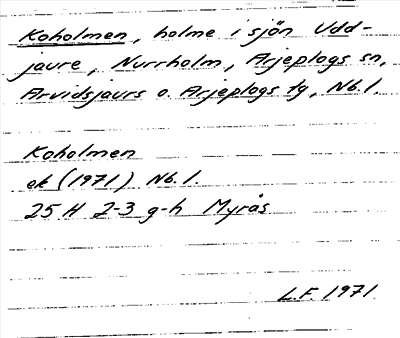 Koholmen, holme i sjön Udd-
jaure, Nurrholm, Arjeplogs sn,
Arvidsjaurs o. Arjeplogs tg, Nb. l.
Koholmen
ek (1971) Nb. l.
25 H 2-3 g-h Myrås
L.F. 1971.